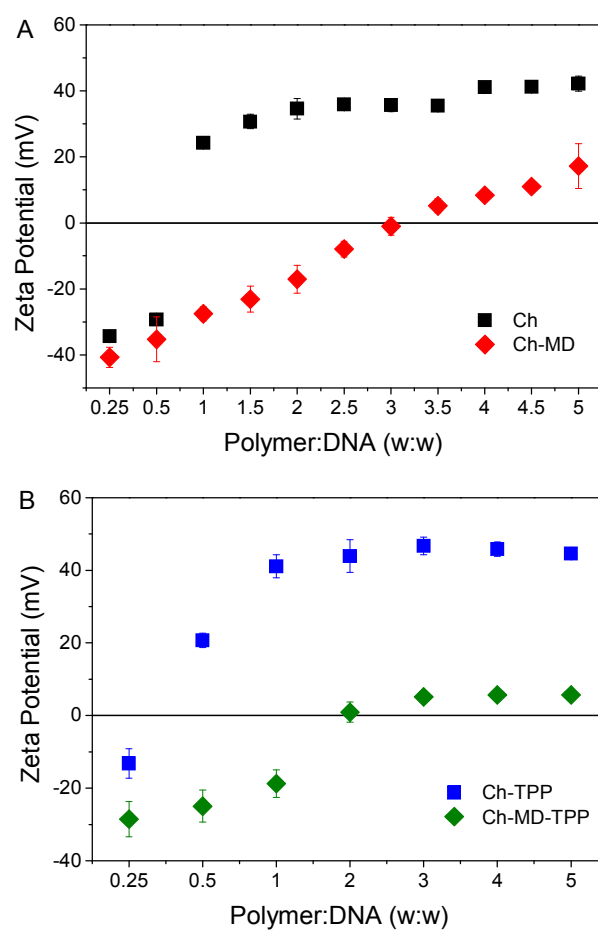 A
60
40
20
0
-20
-40
Zeta Potential (mV)
Ch
Ch-MD
0.25 0.5 1 1.5 2 2.5 3 3.5 4 4.5 5
Polymer:DNA (w:w)
B
60
40
20
0
-20
-40
Zeta Potential (mV)
Ch-TPP
Ch-MD-TPP
0.25 0.5 1 2 3 4 5
Polymer:DNA (w:w)